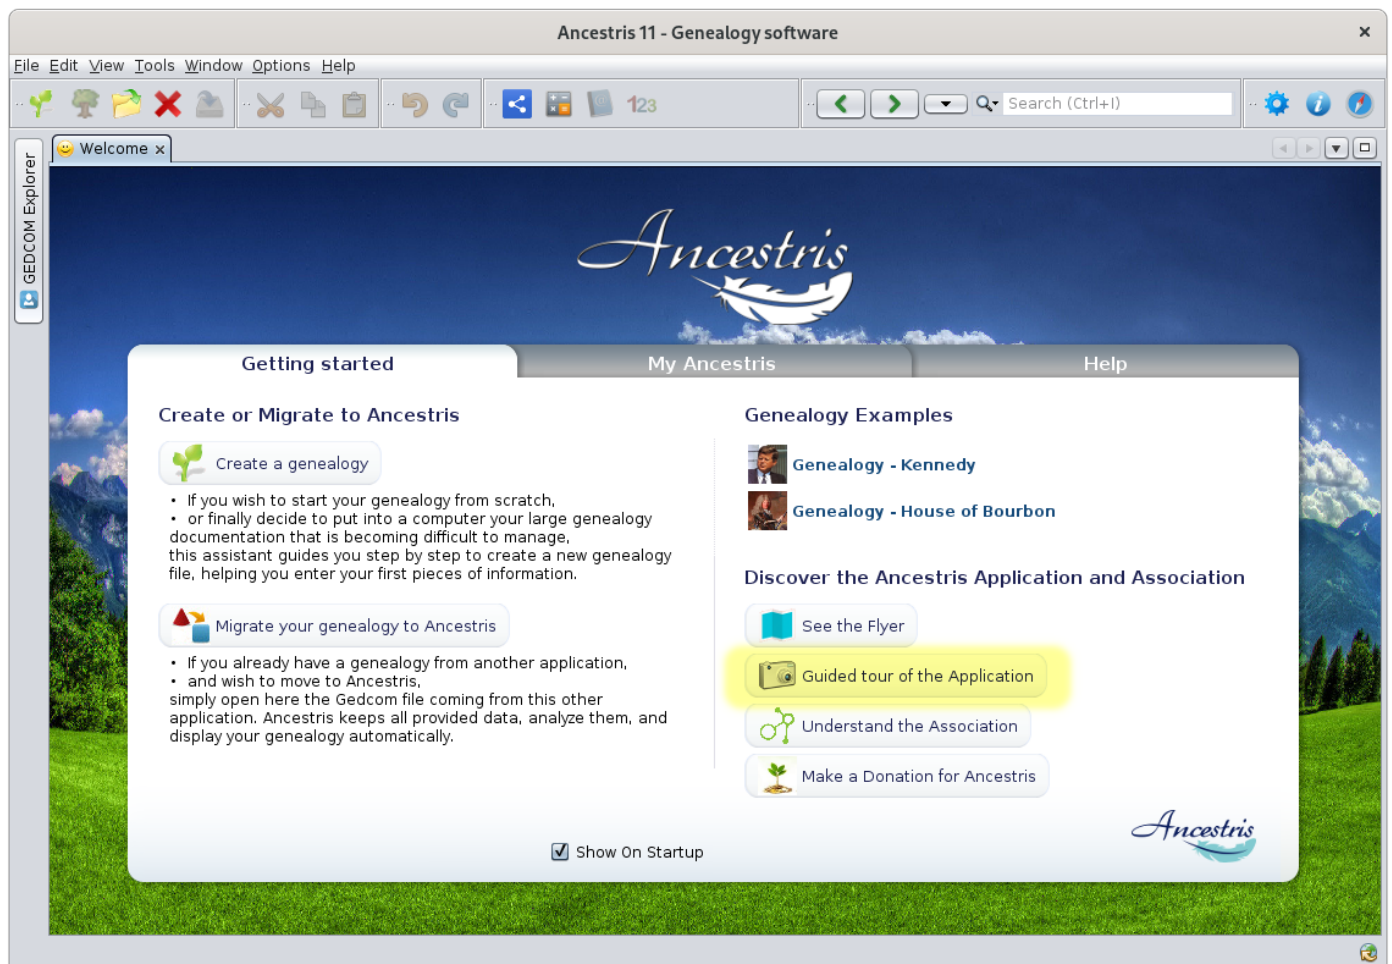 Ancestris 11 - Genealogy software
File Edit View Tools Window Options Help
123
Search (Ctrl+I)
Welcome
GEDCOM Explorer
Ancestris
Getting started
My Ancestris
Help
Create or Migrate to Ancestris
Create a genealogy
• If you wish to start your genealogy from scratch,
• or finally decide to put into a computer your large genealogy
documentation that is becoming difficult to manage,
this assistant guides you step by step to create a new genealogy
file, helping you enter your first pieces of information.
Migrate your genealogy to Ancestris
• If you already have a genealogy from another application,
• and wish to move to Ancestris,
simply open here the Gedcom file coming from this other
application. Ancestris keeps all provided data, analyze them, and
display your genealogy automatically.
Genealogy Examples
Genealogy - Kennedy
Genealogy - House of Bourbon
Discover the Ancestris Application and Association
See the Flyer
Guided tour of the Application
Understand the Association
Make a Donation for Ancestris
Ancestris
Show On Startup